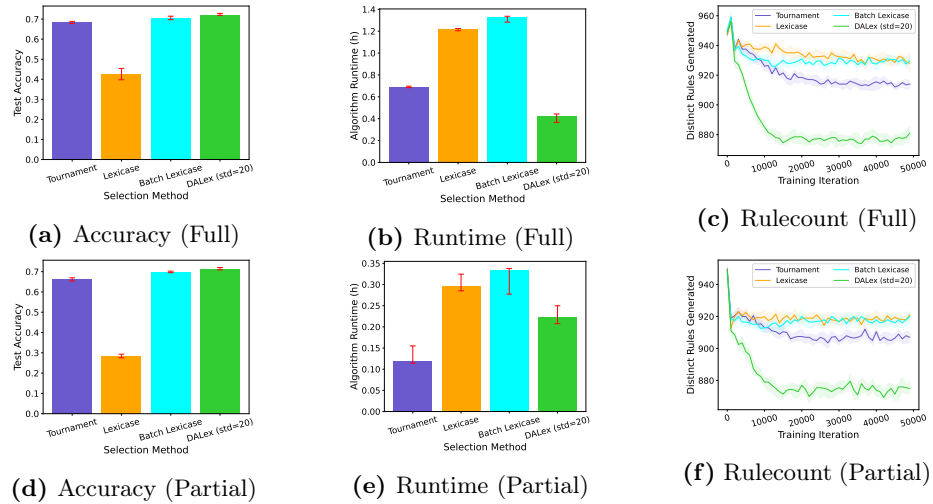 0.7
0.6
0.5
0.4
0.3
0.2
0.1
0.0
Test Accuracy
Tournament
Lexicase
Batch Lexicase
DALex (std=20)
Selection Method
(a) Accuracy (Full)
1.4
1.2
1.0
0.8
0.6
0.4
0.2
0.0
Algorithm Runtime (h)
Tournament
Lexicase
Batch Lexicase
DALex (std=20)
Selection Method
(b) Runtime (Full)
960
940
920
900
880
Distinct Rules Generated
Tournament
Lexicase
Batch Lexicase
DALex (std=20)
0
10000
20000
30000
40000
50000
Training Iteration
(c) Rulecount (Full)
0.7
0.6
0.5
0.4
0.3
0.2
0.1
0.0
Test Accuracy
Tournament
Lexicase
Batch Lexicase
DALex (std=20)
Selection Method
(d) Accuracy (Partial)
0.35
0.30
0.25
0.20
0.15
0.10
0.05
0.00
Algorithm Runtime (h)
Tournament
Lexicase
Batch Lexicase
DALex (std=20)
Selection Method
(e) Runtime (Partial)
940
920
900
880
Distinct Rules Generated
Tournament
Lexicase
Batch Lexicase
DALex (std=20)
0
10000
20000
30000
40000
50000
Training Iteration
(f) Rulecount (Partial)